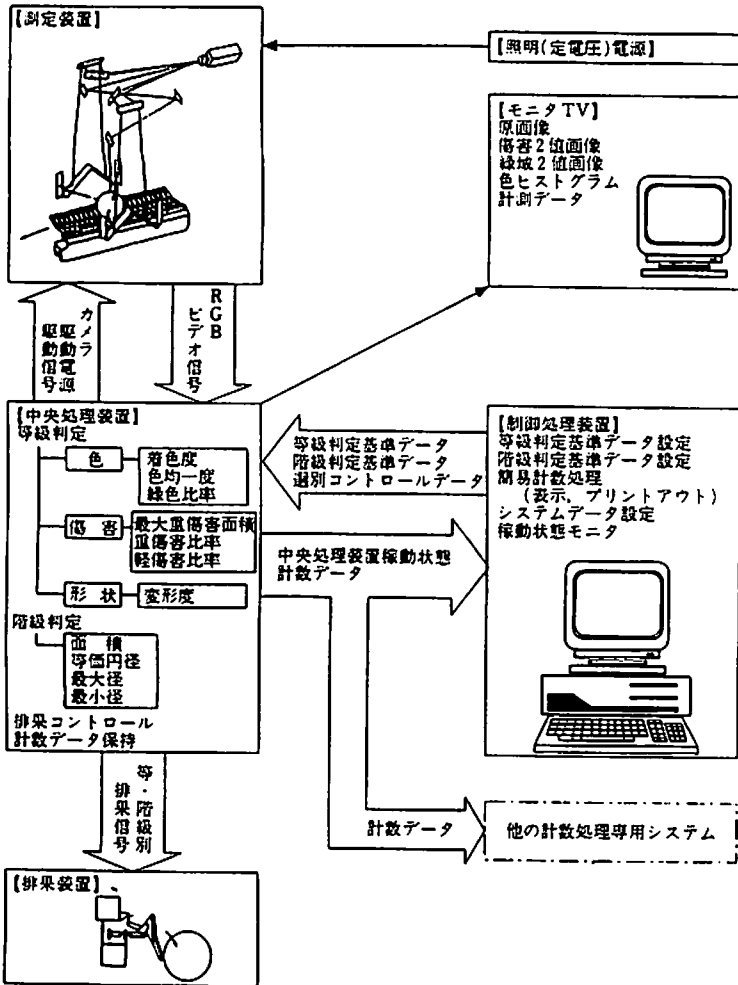 【測定装置】
【照明(定電圧)電源】
【モニタTV】
原画像
傷害2値画像
緑域2値画像
色ヒストグラム
計測データ
カメラ
駆動電源
駆動信号
RGB
ビデオ信号
【中央処理装置】
等級判定
色
着色度
色均一度
緑色比率
傷害
最大重傷害面積
重傷害比率
軽傷害比率
形状
変形度
階級判定
面積
等価円径
最大径
最小径
排果コントロール
計数データ保持
等級判定基準データ
階級判定基準データ
選別コントロールデータ
中央処理装置稼動状態
計数データ
【制御処理装置】
等級判定基準データ設定
階級判定基準データ設定
簡易計数処理
(表示、プリントアウト)
システムデータ設定
稼動状態モニタ
等・階級別
排果信号
計数データ
他の計数処理専用システム
【排果装置】